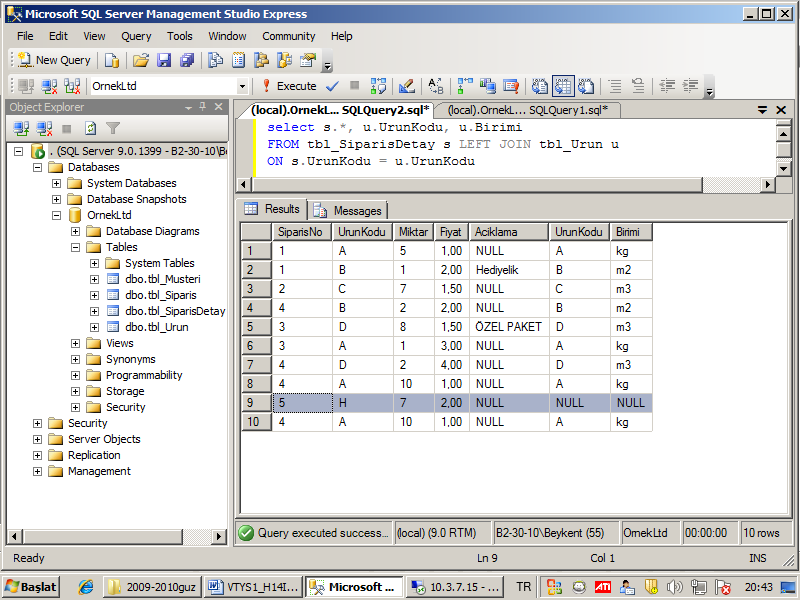 Microsoft SQL Server Management Studio Express
File Edit View Query Tools Window Community Help
New Query
OrnekLtd Execute
Object Explorer
. (SQL Server 9.0.1399 - B2-30-10\Be
Databases
System Databases
Database Snapshots
OrnekLtd
Database Diagrams
Tables
System Tables
dbo.tbl_Musteri
dbo.tbl_Siparis
dbo.tbl_SiparisDetay
dbo.tbl_Urun
Views
Synonyms
Programmability
Storage
Security
Security
Server Objects
Replication
Management
(local).OrnekL... SQLQuery2.sql* (local).OrnekL... SQLQuery1.sql*
select s.*, u.UrunKodu, u.Birimi
FROM tbl_SiparisDetay s LEFT JOIN tbl_Urun u
ON s.UrunKodu = u.UrunKodu
Results Messages
SiparisNo UrunKodu Miktar Fiyat Aciklama UrunKodu Birimi
1 1 A 5 1,00 NULL A kg
2 1 B 1 2,00 Hediyelik B m2
3 2 C 7 1,50 NULL C m3
4 4 B 2 2,00 NULL B m2
5 3 D 8 1,50 ÖZEL PAKET D m3
6 3 A 1 3,00 NULL A kg
7 4 D 2 4,00 NULL D m3
8 4 A 10 1,00 NULL A kg
9 5 H 7 2,00 NULL NULL NULL
10 4 A 10 1,00 NULL A kg
Query executed success... (local) (9.0 RTM) B2-30-10\Beykent (55) OrnekLtd 00:00:00 10 rows
Ready Ln 9 Col 1 INS
Başlat 2009-2010guz VTYS1_H14İ... Microsoft ... 10.3.7.15 - ... TR ATI 20:43